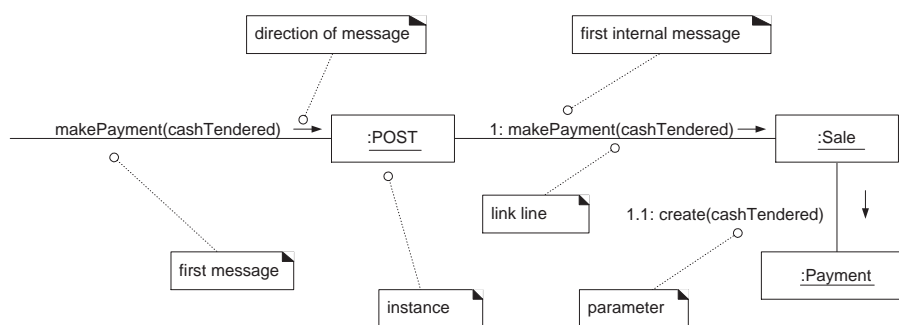 direction of message
first internal message
makePayment(cashTendered)
:POST
1: makePayment(cashTendered)
:Sale
link line
1.1: create(cashTendered)
first message
:Payment
instance
parameter